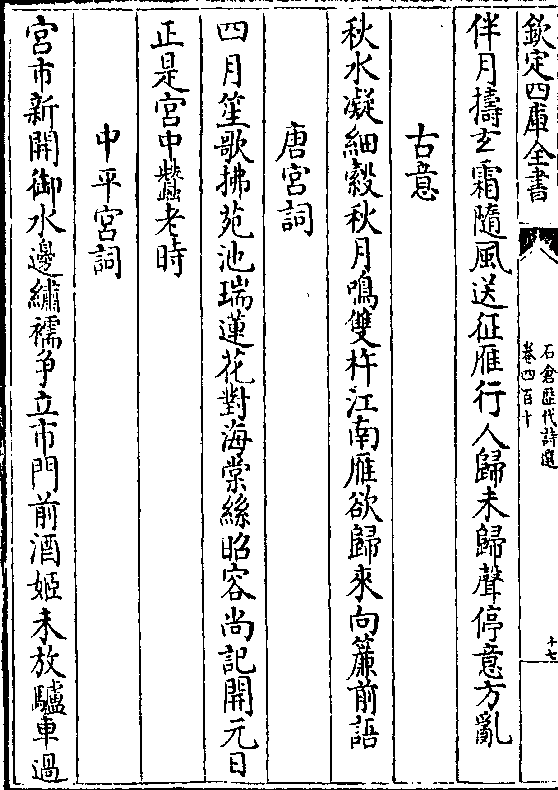 欽定四庫全書
石倉歷代詩選
卷四百十
十七
伴月擣玄霜隨風送征雁行人歸未歸聲停意方亂
古意
秋水凝細縠秋月鳴雙杵江南雁欲歸來向簾前語
唐宮詞
四月笙歌拂苑池瑞蓮花對海棠絲昭容尚記開元日
正是宮中蠶老時
中平宮詞
宮市新開御水邊繡襦爭立市門前酒姬未放驢車過